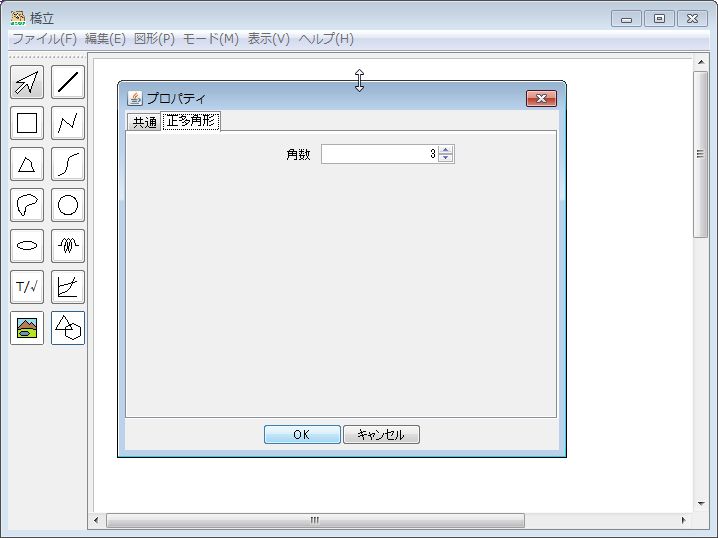 橋立
ファイル(F) 編集(E) 図形(P) モード(M) 表示(V) ヘルプ(H)
プロパティ
共通 正多角形
角数 3
T/√
OK キャンセル